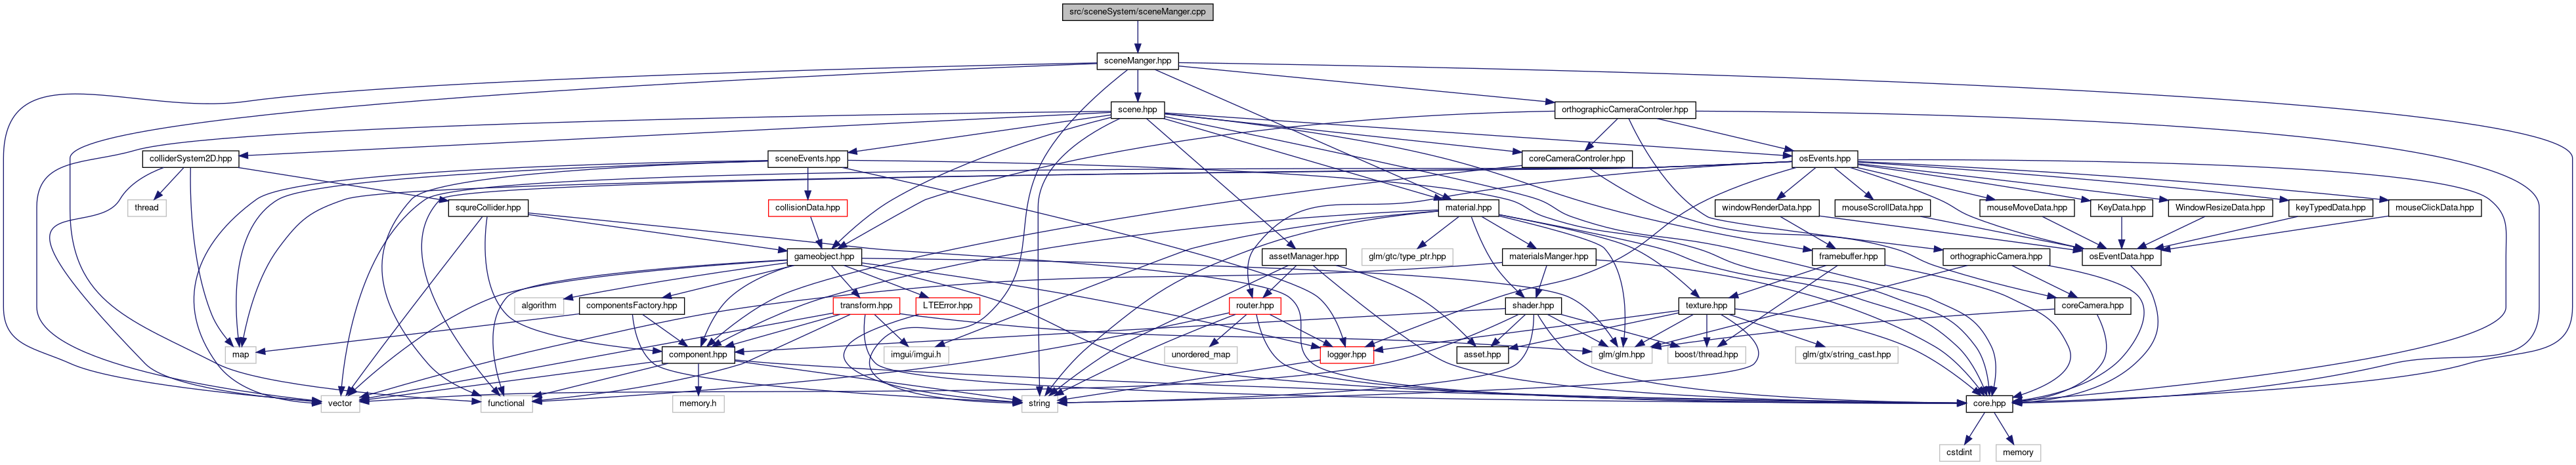 src/sceneSystem/sceneManger.cpp
sceneManger.hpp
scene.hpp
orthographicCameraControler.hpp
colliderSystem2D.hpp
sceneEvents.hpp
coreCameraControler.hpp
osEvents.hpp
thread
squreCollider.hpp
collisionData.hpp
material.hpp
windowRenderData.hpp
mouseScrollData.hpp
mouseMoveData.hpp
KeyData.hpp
WindowResizeData.hpp
keyTypedData.hpp
mouseClickData.hpp
gameobject.hpp
assetManager.hpp
glm/gtc/type_ptr.hpp
materialsManger.hpp
framebuffer.hpp
orthographicCamera.hpp
osEventData.hpp
algorithm
componentsFactory.hpp
transform.hpp
LTEError.hpp
router.hpp
shader.hpp
texture.hpp
coreCamera.hpp
map
component.hpp
imgui/imgui.h
unordered_map
logger.hpp
asset.hpp
glm/glm.hpp
boost/thread.hpp
glm/gtx/string_cast.hpp
vector
functional
memory.h
string
core.hpp
cstdint
memory